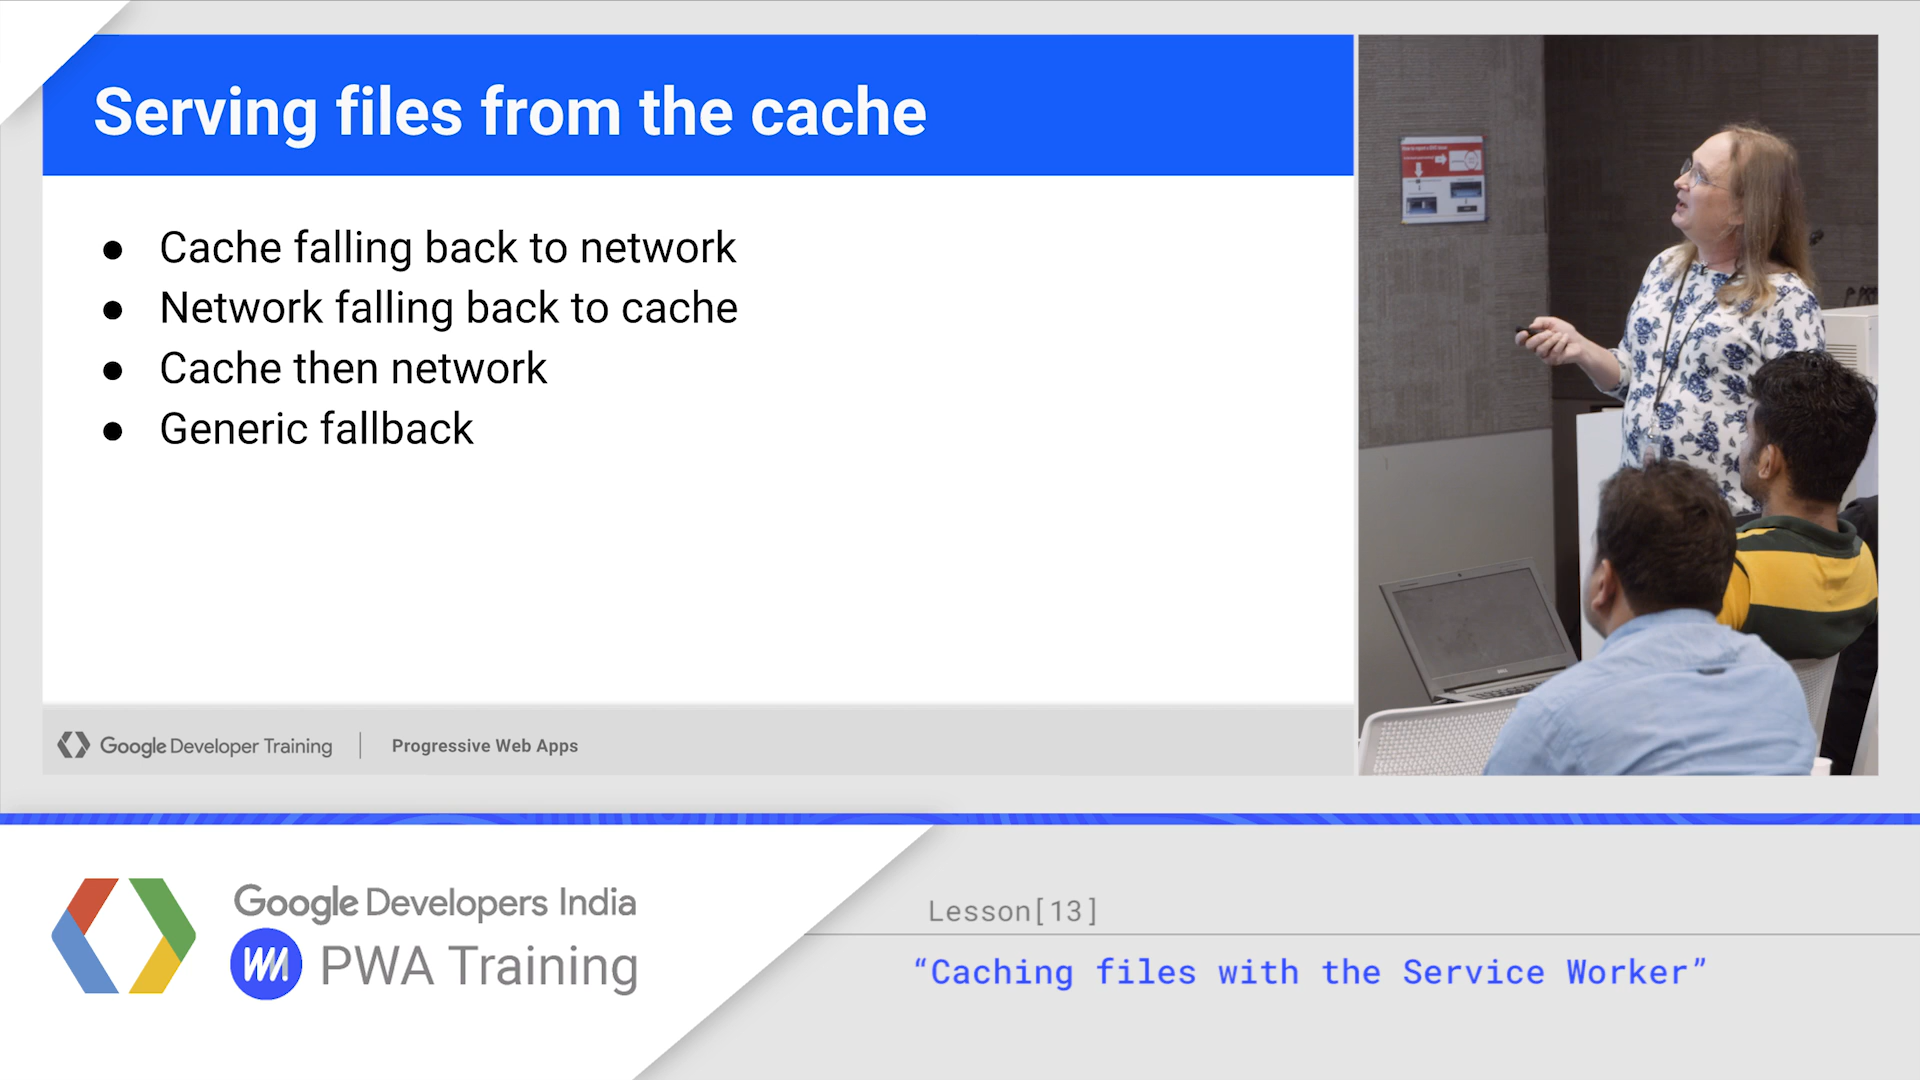 Serving files from the cache
● Cache falling back to network
● Network falling back to cache
● Cache then network
● Generic fallback
Google Developer Training | Progressive Web Apps
Google Developers India
PWA Training
Lesson[13]
“Caching files with the Service Worker”